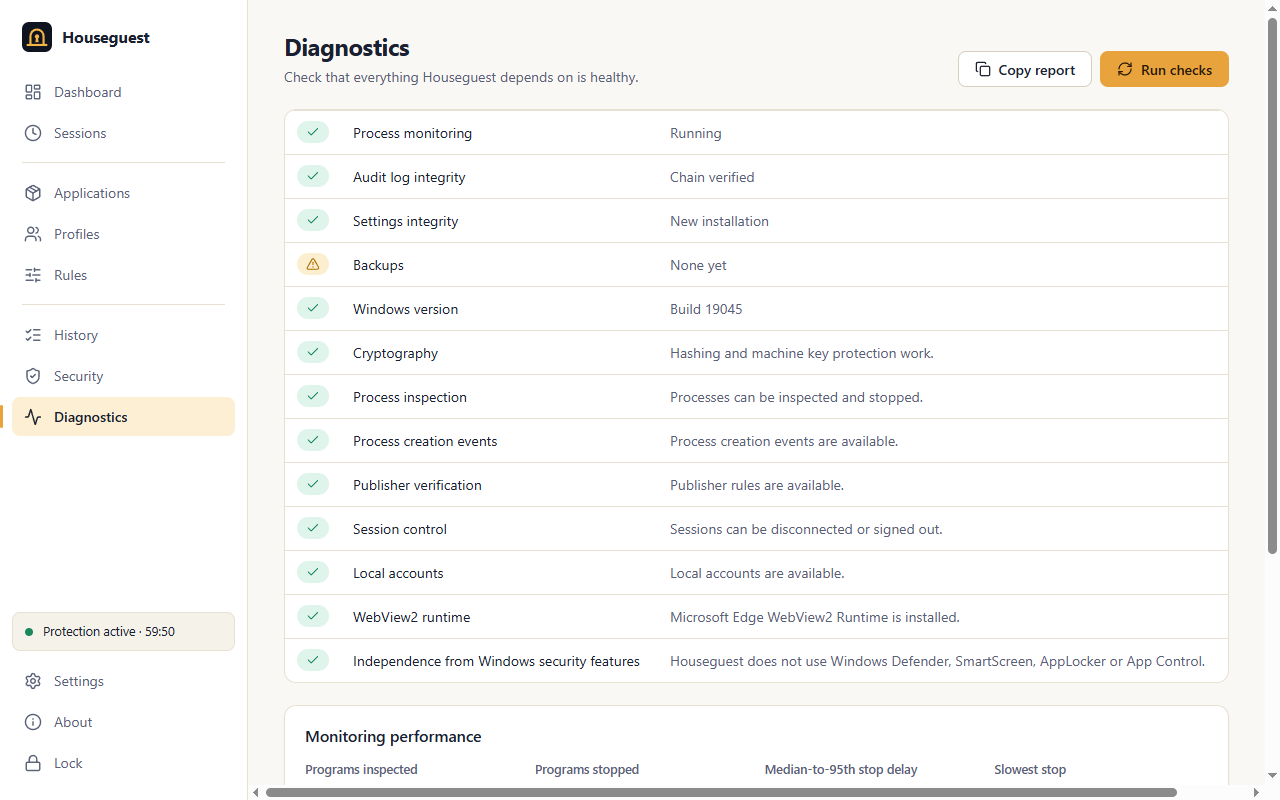 Houseguest
Dashboard
Sessions
Applications
Profiles
Rules
History
Security
Diagnostics
Protection active · 59:50
Settings
About
Lock
Diagnostics
Check that everything Houseguest depends on is healthy.
Copy report
Run checks
Process monitoring Running
Audit log integrity Chain verified
Settings integrity New installation
Backups None yet
Windows version Build 19045
Cryptography Hashing and machine key protection work.
Process inspection Processes can be inspected and stopped.
Process creation events Process creation events are available.
Publisher verification Publisher rules are available.
Session control Sessions can be disconnected or signed out.
Local accounts Local accounts are available.
WebView2 runtime Microsoft Edge WebView2 Runtime is installed.
Independence from Windows security features Houseguest does not use Windows Defender, SmartScreen, AppLocker or App Control.
Monitoring performance
Programs inspected Programs stopped Median-to-95th stop delay Slowest stop